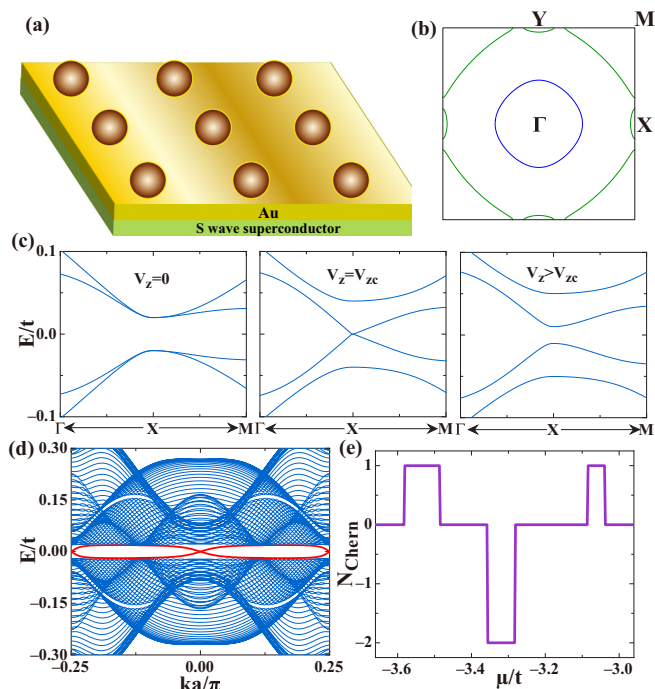 (a)
Au
S wave superconductor
(b)
Y
M
Γ
X
(c)
E/t
0.1
0.0
−0.1
V_z=0
V_z=V_zc
V_z>V_zc
Γ X M Γ X M Γ X M
(d)
E/t
0.30
0.15
0.00
−0.15
−0.30
−0.25 0.00 0.25
ka/π
(e)
N_Chern
1
0
−1
−2
−3.6 −3.4 −3.2 −3.0
μ/t